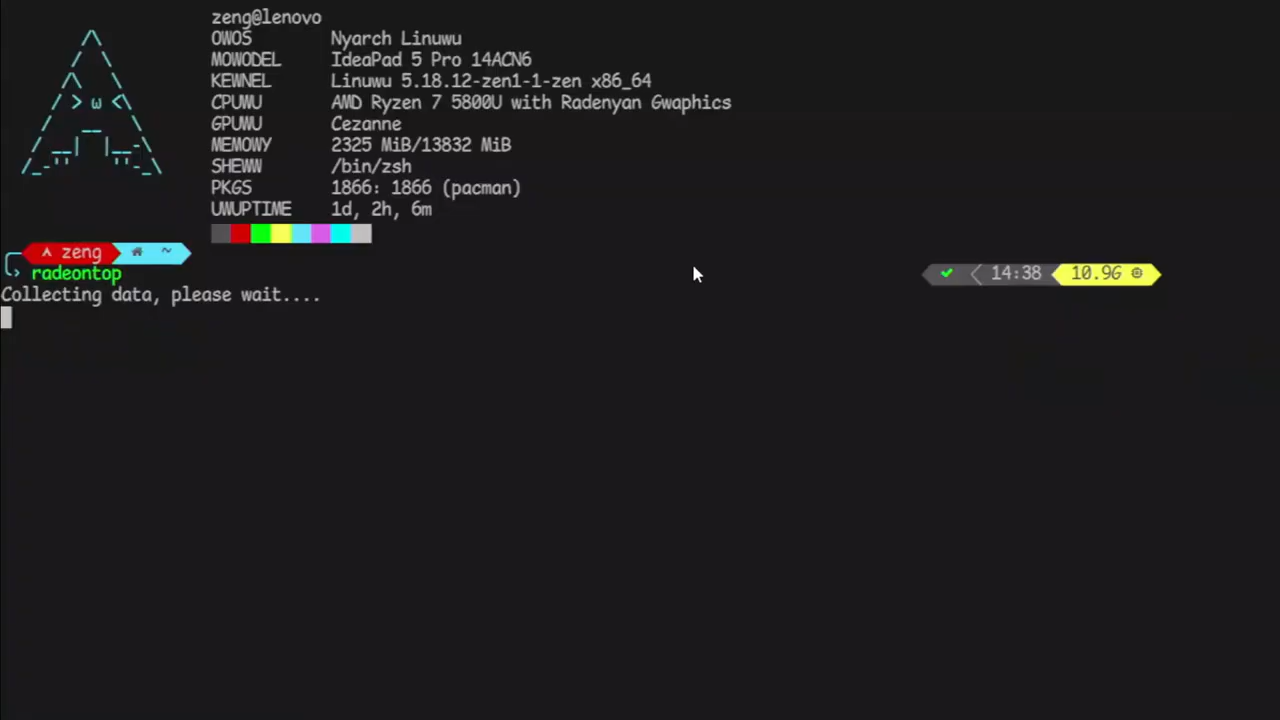 zeng@lenovo
OWOS Nyarch Linuwu
MOWODEL IdeaPad 5 Pro 14ACN6
KEWNEL Linuwu 5.18.12-zen1-1-zen x86_64
CPUWU AMD Ryzen 7 5800U with Radenyan Gwaphics
GPUWU Cezanne
MEMOWY 2325 MiB/13832 MiB
SHEWW /bin/zsh
PKGS 1866: 1866 (pacman)
UWUPTIME 1d, 2h, 6m
> ω <
zeng ~
radeontop 14:38 10.9G
Collecting data, please wait....